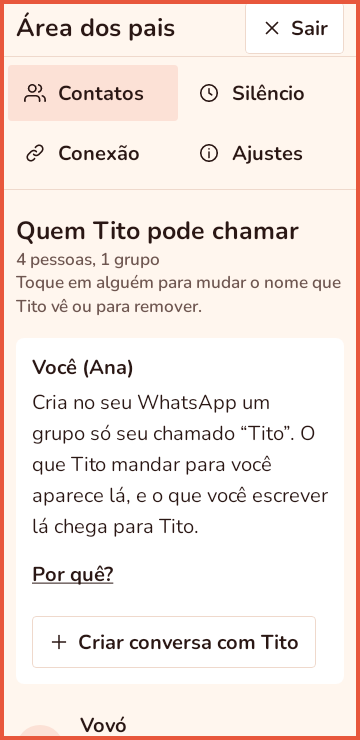 Área dos pais
Sair
Contatos
Silêncio
Conexão
Ajustes
Quem Tito pode chamar
4 pessoas, 1 grupo
Toque em alguém para mudar o nome que
Tito vê ou para remover.
Você (Ana)
Cria no seu WhatsApp um
grupo só seu chamado “Tito”. O
que Tito mandar para você
aparece lá, e o que você escrever
lá chega para Tito.
Por quê?
Criar conversa com Tito
Vovó